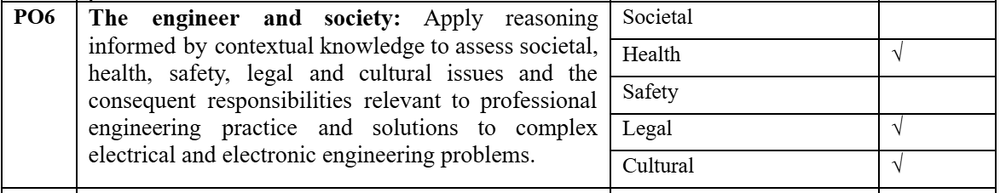 PO6
The engineer and society: Apply reasoning
informed by contextual knowledge to assess societal,
health, safety, legal and cultural issues and the
consequent responsibilities relevant to professional
engineering practice and solutions to complex
electrical and electronic engineering problems.
Societal
Health √
Safety
Legal √
Cultural √